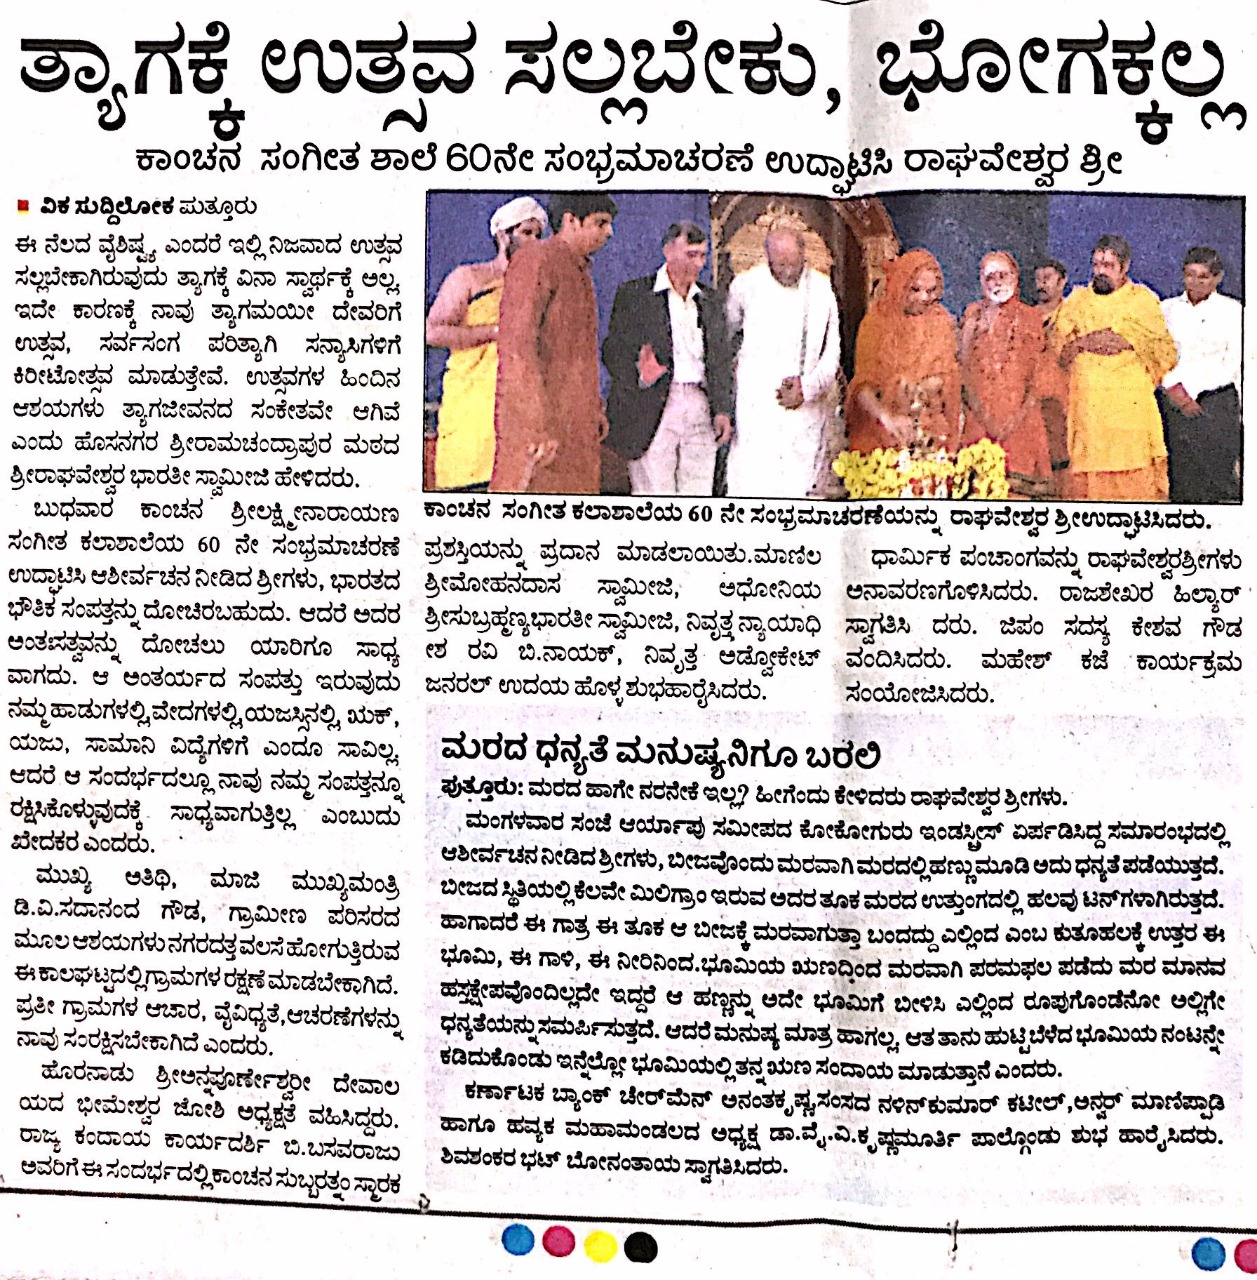 ತ್ಯಾಗಕ್ಕೆ ಉತ್ಸವ ಸಲ್ಲಬೇಕು, ಭೋಗಕ್ಕಲ್ಲ
ಕಾಂಚನ ಸಂಗೀತ ಶಾಲೆ 60ನೇ ಸಂಭ್ರಮಾಚರಣೆ ಉದ್ಘಾಟಿಸಿ ರಾಘವೇಶ್ವರ ಶ್ರೀ
ವಿಕ ಸುದ್ದಿಲೋಕ ಪುತ್ತೂರು
ಈ ನೆಲದ ವೈಶಿಷ್ಟ್ಯ ಎಂದರೆ ಇಲ್ಲಿ ನಿಜವಾದ ಉತ್ಸವ
ಸಲ್ಲಬೇಕಾಗಿರುವುದು ತ್ಯಾಗಕ್ಕೆ ವಿನಾ ಸ್ವಾರ್ಥಕ್ಕೆ ಅಲ್ಲ.
ಇದೇ ಕಾರಣಕ್ಕೆ ನಾವು ತ್ಯಾಗಮಯೀ ದೇವರಿಗೆ
ಉತ್ಸವ, ಸರ್ವಸಂಗ ಪರಿತ್ಯಾಗಿ ಸನ್ಯಾಸಿಗಳಿಗೆ
ಕಿರೀಟೋತ್ಸವ ಮಾಡುತ್ತೇವೆ. ಉತ್ಸವಗಳ ಹಿಂದಿನ
ಆಶಯಗಳು ತ್ಯಾಗಜೀವನದ ಸಂಕೇತವೇ ಆಗಿವೆ
ಎಂದು ಹೊಸನಗರ ಶ್ರೀರಾಮಚಂದ್ರಾಪುರ ಮಠದ
ಶ್ರೀರಾಘವೇಶ್ವರ ಭಾರತೀ ಸ್ವಾಮೀಜಿ ಹೇಳಿದರು.
ಬುಧವಾರ ಕಾಂಚನ ಶ್ರೀಲಕ್ಷ್ಮೀನಾರಾಯಣ
ಸಂಗೀತ ಕಲಾಶಾಲೆಯ 60 ನೇ ಸಂಭ್ರಮಾಚರಣೆ
ಉದ್ಘಾಟಿಸಿ ಆಶೀರ್ವಚನ ನೀಡಿದ ಶ್ರೀಗಳು, ಭಾರತದ
ಭೌತಿಕ ಸಂಪತ್ತನ್ನು ದೋಚಿರಬಹುದು. ಆದರೆ ಅದರ
ಅಂತಃಸತ್ವವನ್ನು ದೋಚಲು ಯಾರಿಗೂ ಸಾಧ್ಯ
ವಾಗದು. ಆ ಅಂತರ್ಯದ ಸಂಪತ್ತು ಇರುವುದು
ನಮ್ಮ ಹಾಡುಗಳಲ್ಲಿ,ವೇದಗಳಲ್ಲಿ,ಯಜಸ್ಸಿನಲ್ಲಿ, ಋಕ್,
ಯಜು, ಸಾಮಾನಿ ವಿದ್ಯೆಗಳಿಗೆ ಎಂದೂ ಸಾವಿಲ್ಲ.
ಆದರೆ ಆ ಸಂದರ್ಭದಲ್ಲೂ ನಾವು ನಮ್ಮ ಸಂಪತ್ತನ್ನೂ
ರಕ್ಷಿಸಿಕೊಳ್ಳುವುದಕ್ಕೆ ಸಾಧ್ಯವಾಗುತ್ತಿಲ್ಲ ಎಂಬುದು
ಖೇದಕರ ಎಂದರು.
ಮುಖ್ಯ ಅತಿಥಿ, ಮಾಜಿ ಮುಖ್ಯಮಂತ್ರಿ
ಡಿ.ವಿ.ಸದಾನಂದ ಗೌಡ, ಗ್ರಾಮೀಣ ಪರಿಸರದ
ಮೂಲ ಆಶಯಗಳು ನಗರದತ್ತ ವಲಸೆ ಹೋಗುತ್ತಿರುವ
ಈ ಕಾಲಘಟ್ಟದಲ್ಲಿ ಗ್ರಾಮಗಳ ರಕ್ಷಣೆ ಮಾಡಬೇಕಾಗಿದೆ.
ಪ್ರತೀ ಗ್ರಾಮಗಳ ಆಚಾರ, ವೈವಿಧ್ಯತೆ,ಆಚರಣೆಗಳನ್ನು
ನಾವು ಸಂರಕ್ಷಿಸಬೇಕಾಗಿದೆ ಎಂದರು.
ಹೊರನಾಡು ಶ್ರೀಅನ್ನಪೂರ್ಣೇಶ್ವರೀ ದೇವಾಲ
ಯದ ಭೀಮೇಶ್ವರ ಜೋಶಿ ಅಧ್ಯಕ್ಷತೆ ವಹಿಸಿದ್ದರು.
ರಾಜ್ಯ ಕಂದಾಯ ಕಾರ್ಯದರ್ಶಿ ಬಿ.ಬಸವರಾಜು
ಅವರಿಗೆ ಈ ಸಂದರ್ಭದಲ್ಲಿ ಕಾಂಚನ ಸುಬ್ಬರತ್ನಂ ಸ್ಮಾರಕ
ಕಾಂಚನ ಸಂಗೀತ ಕಲಾಶಾಲೆಯ 60 ನೇ ಸಂಭ್ರಮಾಚರಣೆಯನ್ನು ರಾಘವೇಶ್ವರ ಶ್ರೀಉದ್ಘಾಟಿಸಿದರು.
ಪ್ರಶಸ್ತಿಯನ್ನು ಪ್ರದಾನ ಮಾಡಲಾಯಿತು.ಮಾಣಿಲ
ಶ್ರೀಮೋಹನದಾಸ ಸ್ವಾಮೀಜಿ, ಅಧೋನಿಯ
ಶ್ರೀಸುಬ್ರಹ್ಮಣ್ಯಭಾರತೀ ಸ್ವಾಮೀಜಿ, ನಿವೃತ್ತ ನ್ಯಾಯಾಧಿ
ಈಶ ರವಿ ಬಿ.ನಾಯಕ್, ನಿವೃತ್ತ ಅಡ್ವೋಕೇಟ್
ಜನರಲ್ ಉದಯ ಹೊಳ್ಳ ಶುಭಹಾರೈಸಿದರು.
ಧಾರ್ಮಿಕ ಪಂಚಾಂಗವನ್ನು ರಾಘವೇಶ್ವರಶ್ರೀಗಳು
ಅನಾವರಣಗೊಳಿಸಿದರು. ರಾಜಶೇಖರ ಹಿಲ್ಯಾರ್
ಸ್ವಾಗತಿಸಿ ದರು. ಜಿಪಂ ಸದಸ್ಯ ಕೇಶವ ಗೌಡ
ವಂದಿಸಿದರು. ಮಹೇಶ್ ಕಜೆ ಕಾರ್ಯಕ್ರಮ
ಸಂಯೋಜಿಸಿದರು.
ಮರದ ಧನ್ಯತೆ ಮನುಷ್ಯನಿಗೂ ಬರಲಿ
ಪುತ್ತೂರು: ಮರದ ಹಾಗೇ ನರನೇಕೆ ಇಲ್ಲ? ಹೀಗೆಂದು ಕೇಳಿದರು ರಾಘವೇಶ್ವ ಶ್ರೀಗಳು.
ಮಂಗಳವಾರ ಸಂಜೆ ಆರ್ಯಾಪು ಸಮೀಪದ ಕೋಕೋಗುರು ಇಂಡಸ್ಟ್ರೀಸ್ ಏರ್ಪಡಿಸಿದ್ದ ಸಮಾರಂಭದಲ್ಲಿ
ಆಶೀರ್ವಚನ ನೀಡಿದ ಶ್ರೀಗಳು, ಬೀಜವೊಂದು ಮರವಾಗಿ ಮರದಲ್ಲಿ ಹಣ್ಣು ಮೂಡಿ ಅದು ಧನ್ಯತೆ ಪಡೆಯುತ್ತದೆ.
ಬೀಜದ ಸ್ಥಿತಿಯಲ್ಲಿ ಕೆಲವೇ ಮಿಲಿಗ್ರಾಂ ಇರುವ ಅದರ ತೂಕ ಮರದ ಉತ್ತುಂಗದಲ್ಲಿ ಹಲವು ಟನ್‌ಗಳಾಗಿರುತ್ತದೆ.
ಹಾಗಾದರೆ ಈ ಗಾತ್ರ ಈ ತೂಕ ಆ ಬೀಜಕ್ಕೆ ಮರವಾಗುತ್ತಾ ಬಂದದ್ದು ಎಲ್ಲಿಂದ ಎಂಬ ಕುತೂಹಲಕ್ಕೆ ಉತ್ತರ ಈ
ಭೂಮಿ, ಈ ಗಾಳಿ, ಈ ನೀರಿನಿಂದ.ಭೂಮಿಯ ಋಣದಿಂದ ಮರವಾಗಿ ಪರಮಫಲ ಪಡೆದು ಮರ ಮಾನವ
ಹಸ್ತಕ್ಷೇಪವೊಂದಿಲ್ಲದೇ ಇದ್ದರೆ ಆ ಹಣ್ಣನ್ನು ಅದೇ ಭೂಮಿಗೆ ಬೀಳಿಸಿ ಎಲ್ಲಿಂದ ರೂಪುಗೊಂಡೆನೋ ಅಲ್ಲಿಗೇ
ಧನ್ಯತೆಯನ್ನು ಸಮರ್ಪಿಸುತ್ತದೆ. ಆದರೆ ಮನುಷ್ಯ ಮಾತ್ರ ಹಾಗಲ್ಲ. ಆತ ತಾನು ಹುಟ್ಟಬೆಳೆದ ಭೂಮಿಯ ನಂಟನ್ನೇ
ಕಡಿದುಕೊಂಡು ಇನ್ನೆಲ್ಲೋ ಭೂಮಿಯಲ್ಲಿ ತನ್ನ ಋಣ ಸಂದಾಯ ಮಾಡುತ್ತಾನೆ ಎಂದರು.
ಕರ್ಣಾಟಕ ಬ್ಯಾಂಕ್ ಚೇರ್‌ಮೆನ್ ಅನಂತಕೃಷ್ಣ,ಸಂಸದ ನಳಿನ್‌ಕುಮಾರ್ ಕಟೀಲ್,ಅನ್ವರ್ ಮಾಣಿಪ್ಪಾಡಿ
ಹಾಗೂ ಹವ್ಯಕ ಮಹಾಮಂಡಲದ ಅಧ್ಯಕ್ಷ ಡಾ.ವೈ.ವಿ.ಕೃಷ್ಣಮೂರ್ತಿ ಪಾಲ್ಗೊಂಡು ಶುಭ ಹಾರೈಸಿದರು.
ಶಿವಶಂಕರ ಭಟ್ ಬೋನಂತಾಯ ಸ್ವಾಗತಿಸಿದರು.